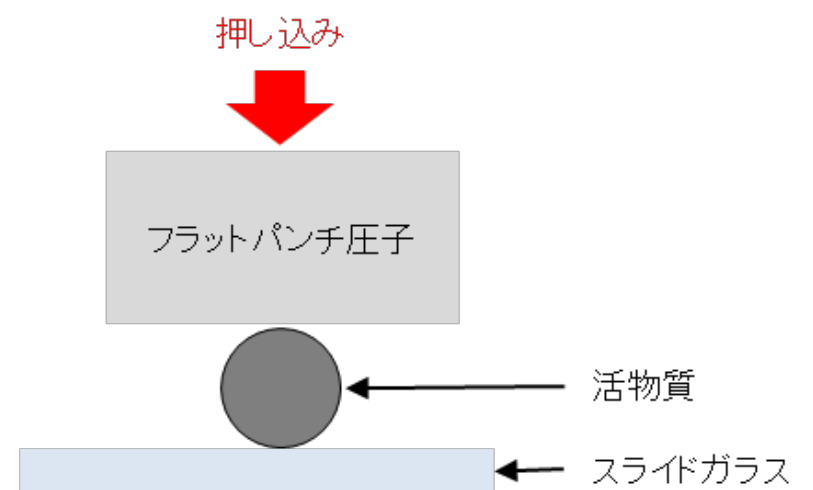 押し込み
フラットパンチ圧子
活物質
スライドガラス